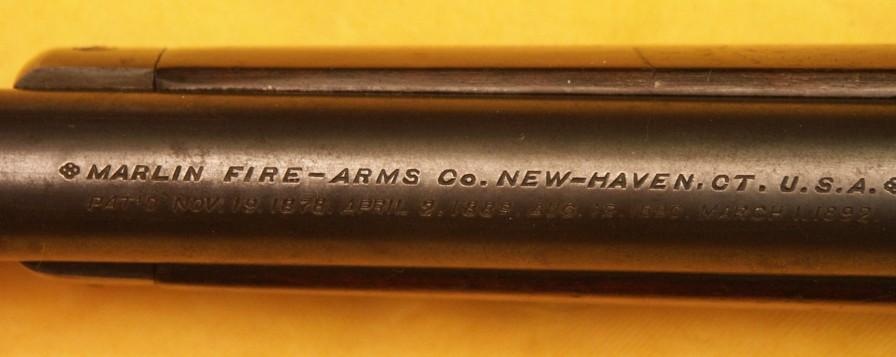 MARLIN FIRE-ARMS Co. NEW-HAVEN. CT. U.S.A.
PAT'D NOV. 19. 1878. APRIL 2. 1889. AUG. 12. 1890. MARCH 1. 1892